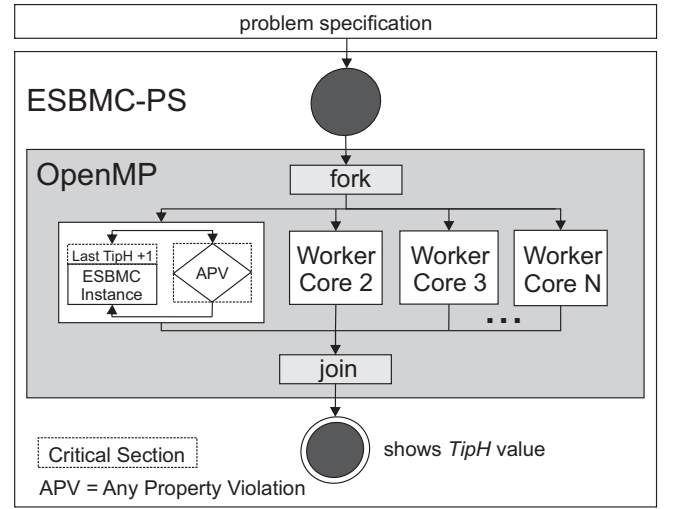 problem specification
ESBMC-PS
OpenMP
fork
Last TipH +1
ESBMC
Instance
APV
Worker
Core 2
Worker
Core 3
Worker
Core N
...
join
shows TipH value
Critical Section
APV = Any Property Violation